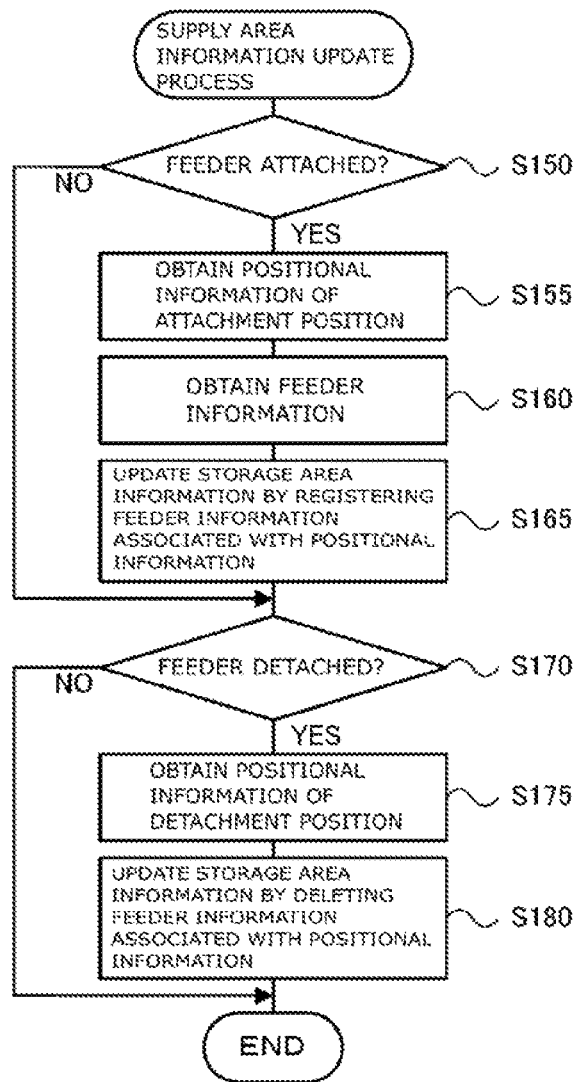 SUPPLY AREA
INFORMATION UPDATE
PROCESS
FEEDER ATTACHED?
S150
NO
YES
OBTAIN POSITIONAL
INFORMATION OF
ATTACHMENT POSITION
S155
OBTAIN FEEDER
INFORMATION
S160
UPDATE STORAGE AREA
INFORMATION BY REGISTERING
FEEDER INFORMATION
ASSOCIATED WITH POSITIONAL
INFORMATION
S165
FEEDER DETACHED?
S170
NO
YES
OBTAIN POSITIONAL
INFORMATION OF
DETACHMENT POSITION
S175
UPDATE STORAGE AREA
INFORMATION BY DELETING
FEEDER INFORMATION
ASSOCIATED WITH POSITIONAL
INFORMATION
S180
END